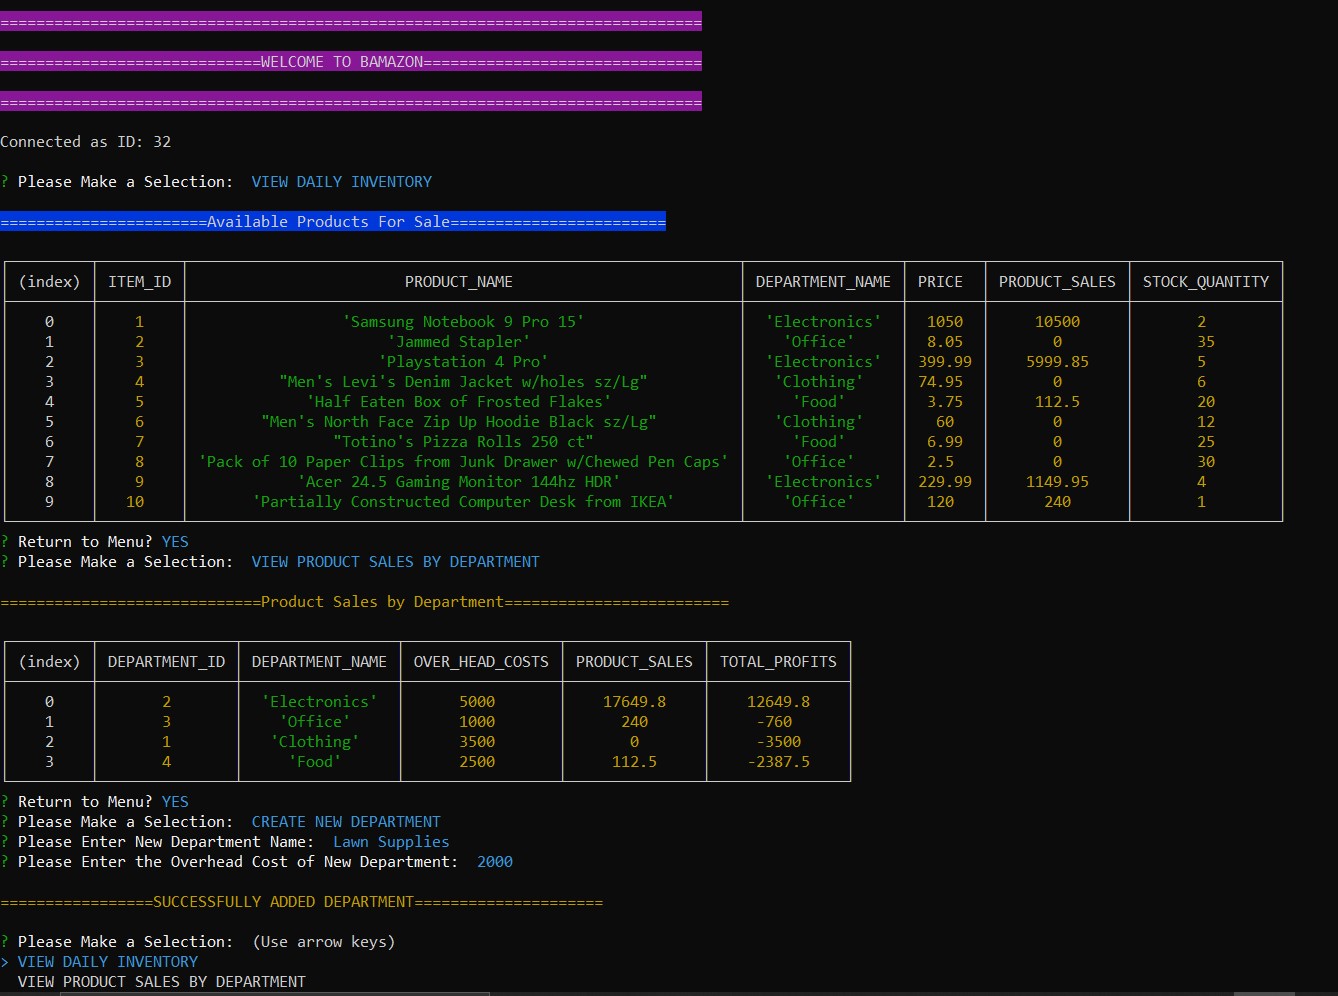 ==============================================================================
=============================WELCOME TO BAMAZON===============================
==============================================================================
Connected as ID: 32
? Please Make a Selection:  VIEW DAILY INVENTORY
=======================Available Products For Sale========================
(index) ITEM_ID PRODUCT_NAME DEPARTMENT_NAME PRICE PRODUCT_SALES STOCK_QUANTITY
0 1 'Samsung Notebook 9 Pro 15' 'Electronics' 1050 10500 2
1 2 'Jammed Stapler' 'Office' 8.05 0 35
2 3 'Playstation 4 Pro' 'Electronics' 399.99 5999.85 5
3 4 "Men's Levi's Denim Jacket w/holes sz/Lg" 'Clothing' 74.95 0 6
4 5 'Half Eaten Box of Frosted Flakes' 'Food' 3.75 112.5 20
5 6 "Men's North Face Zip Up Hoodie Black sz/Lg" 'Clothing' 60 0 12
6 7 "Totino's Pizza Rolls 250 ct" 'Food' 6.99 0 25
7 8 'Pack of 10 Paper Clips from Junk Drawer w/Chewed Pen Caps' 'Office' 2.5 0 30
8 9 'Acer 24.5 Gaming Monitor 144hz HDR' 'Electronics' 229.99 1149.95 4
9 10 'Partially Constructed Computer Desk from IKEA' 'Office' 120 240 1
? Return to Menu? YES
? Please Make a Selection:  VIEW PRODUCT SALES BY DEPARTMENT
=============================Product Sales by Department=========================
(index) DEPARTMENT_ID DEPARTMENT_NAME OVER_HEAD_COSTS PRODUCT_SALES TOTAL_PROFITS
0 2 'Electronics' 5000 17649.8 12649.8
1 3 'Office' 1000 240 -760
2 1 'Clothing' 3500 0 -3500
3 4 'Food' 2500 112.5 -2387.5
? Return to Menu? YES
? Please Make a Selection:  CREATE NEW DEPARTMENT
? Please Enter New Department Name:  Lawn Supplies
? Please Enter the Overhead Cost of New Department:  2000
=================SUCCESSFULLY ADDED DEPARTMENT=====================
? Please Make a Selection:  (Use arrow keys)
> VIEW DAILY INVENTORY
VIEW PRODUCT SALES BY DEPARTMENT